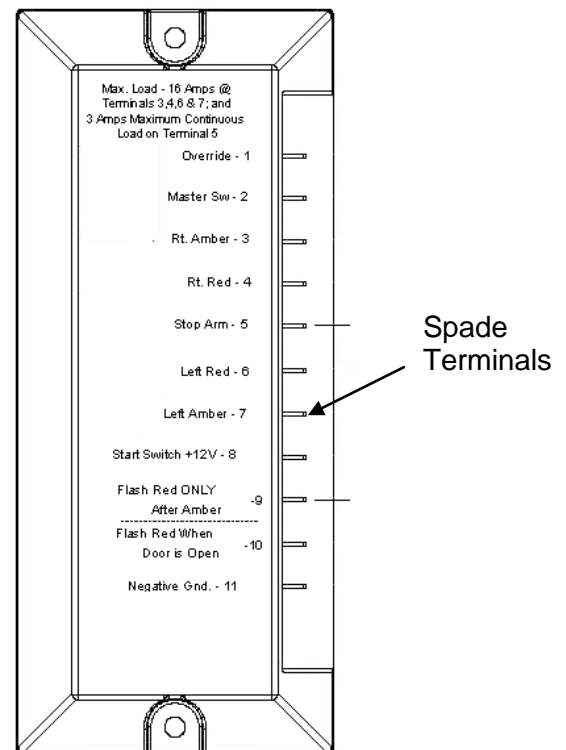 Max. Load - 16 Amps @
Terminals 3,4,6 & 7; and
3 Amps Maximum Continuous
Load on Terminal 5
Override - 1
Master Sw - 2
Rt. Amber - 3
Rt. Red - 4
Stop Arm - 5
Spade
Terminals
Left Red - 6
Left Amber - 7
Start Switch +12V - 8
Flash Red ONLY
After Amber -9
Flash Red When
Door is Open -10
Negative Gnd. - 11